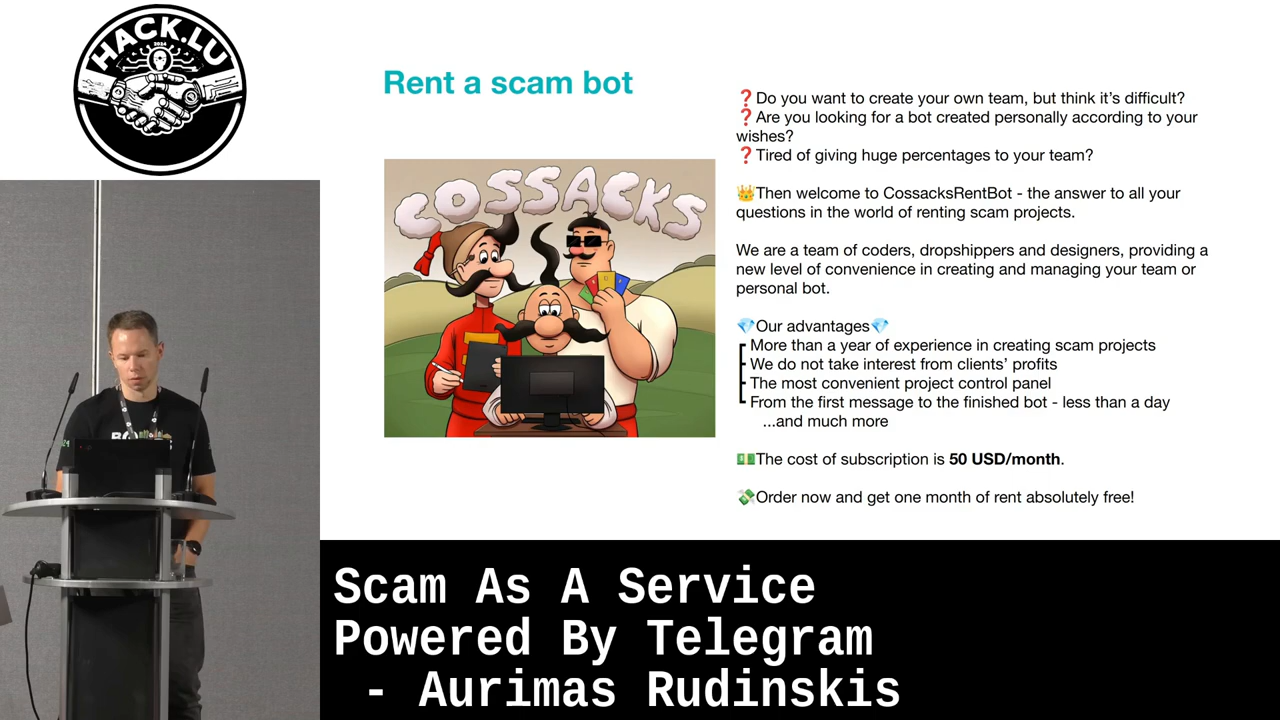 HACK.LU
2024
Rent a scam bot
COSSACKS
❓Do you want to create your own team, but think it's difficult?
❓Are you looking for a bot created personally according to your
wishes?
❓Tired of giving huge percentages to your team?
👑Then welcome to CossacksRentBot - the answer to all your
questions in the world of renting scam projects.
We are a team of coders, dropshippers and designers, providing a
new level of convenience in creating and managing your team or
personal bot.
💎Our advantages💎
More than a year of experience in creating scam projects
We do not take interest from clients' profits
The most convenient project control panel
From the first message to the finished bot - less than a day
...and much more
💵The cost of subscription is 50 USD/month.
💸Order now and get one month of rent absolutely free!
Scam As A Service
Powered By Telegram
- Aurimas Rudinskis